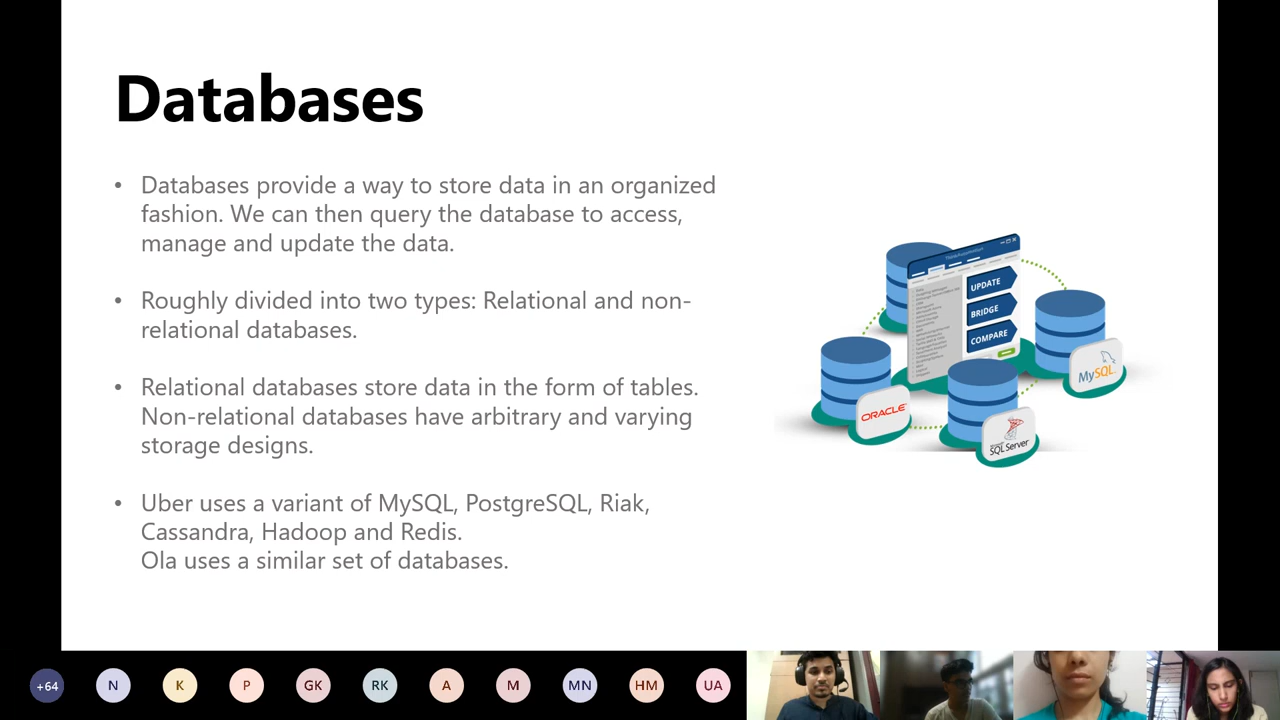 Databases
• Databases provide a way to store data in an organized
fashion. We can then query the database to access,
manage and update the data.
• Roughly divided into two types: Relational and non-
relational databases.
• Relational databases store data in the form of tables.
Non-relational databases have arbitrary and varying
storage designs.
• Uber uses a variant of MySQL, PostgreSQL, Riak,
Cassandra, Hadoop and Redis.
Ola uses a similar set of databases.
UPDATE
BRIDGE
COMPARE
MySQL
ORACLE
SQL Server
+64 N K P GK RK A M MN HM UA